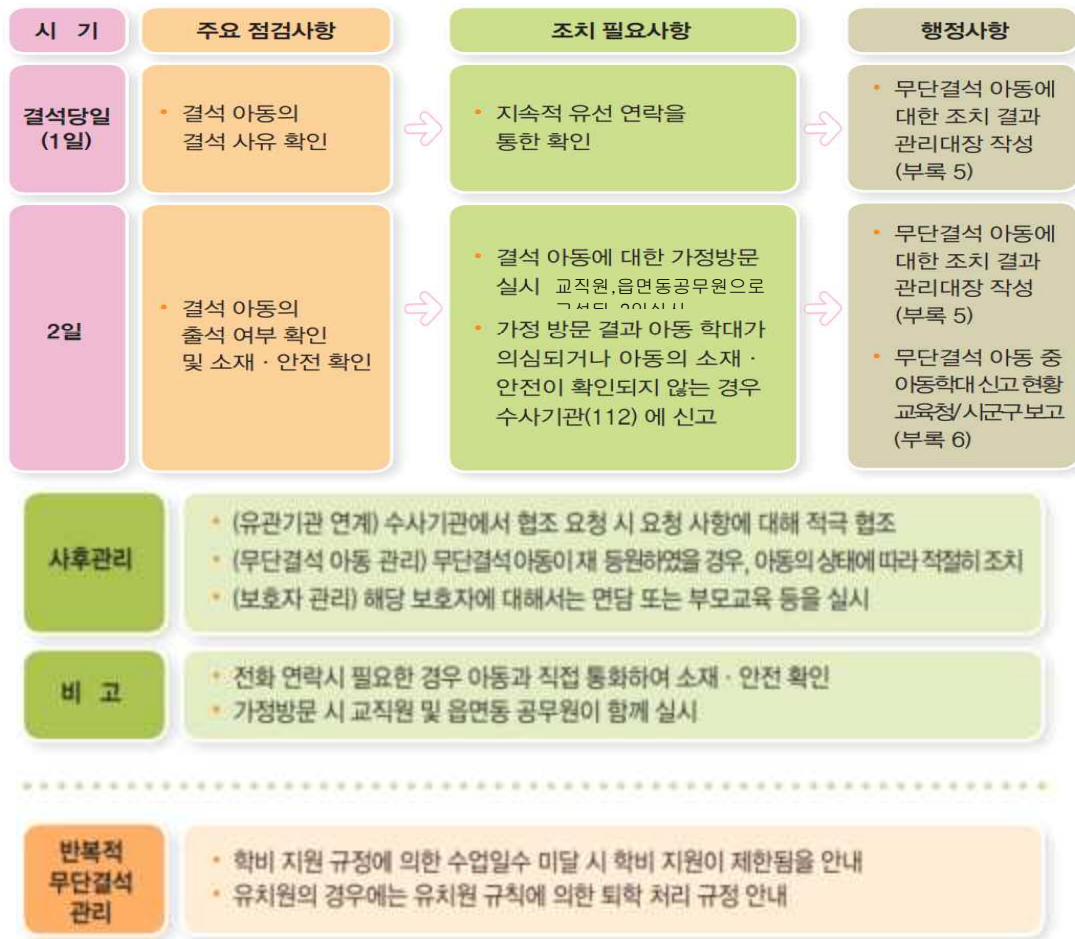 시 기
주요 점검사항
조치 필요사항
행정사항
결석당일
(1일)
• 결석 아동의
결석 사유 확인
• 지속적 유선 연락을
통한 확인
• 무단결석 아동에
대한 조치 결과
관리대장 작성
(부록 5)
2일
• 결석 아동의
출석 여부 확인
및 소재 · 안전 확인
• 결석 아동에 대한 가정방문
실시 교직원,읍면동공무원으로
• 가정 방문 결과 아동 학대가
의심되거나 아동의 소재 ·
안전이 확인되지 않는 경우
수사기관(112) 에 신고
• 무단결석 아동에
대한 조치 결과
관리대장 작성
(부록 5)
• 무단결석 아동 중
아동학대 신고 현황
교육청/시군구 보고
(부록 6)
사후관리
• (유관기관 연계) 수사기관에서 협조 요청 시 요청 사항에 대해 적극 협조
• (무단결석 아동 관리) 무단결석 아동이 재 등원하였을 경우, 아동의 상태에 따라 적절히 조치
• (보호자 관리) 해당 보호자에 대해서는 면담 또는 부모교육 등을 실시
비 고
• 전화 연락시 필요한 경우 아동과 직접 통화하여 소재 · 안전 확인
• 가정방문 시 교직원 및 읍면동 공무원이 함께 실시
반복적
무단결석
관리
• 학비 지원 규정에 의한 수업일수 미달 시 학비 지원이 제한됨을 안내
• 유치원의 경우에는 유치원 규칙에 의한 퇴학 처리 규정 안내